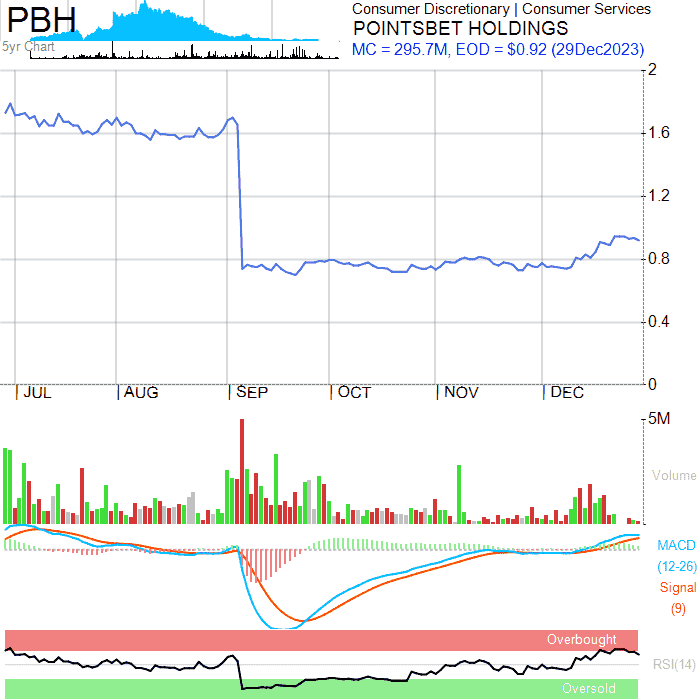 PBH
5yr Chart
Consumer Discretionary | Consumer Services
POINTSBET HOLDINGS
MC = 295.7M, EOD = $0.92 (29Dec2023)
2
1.6
1.2
0.8
0.4
0
JUL AUG SEP OCT NOV DEC
5M
Volume
MACD
(12-26)
Signal
(9)
Overbought
RSI(14)
Oversold